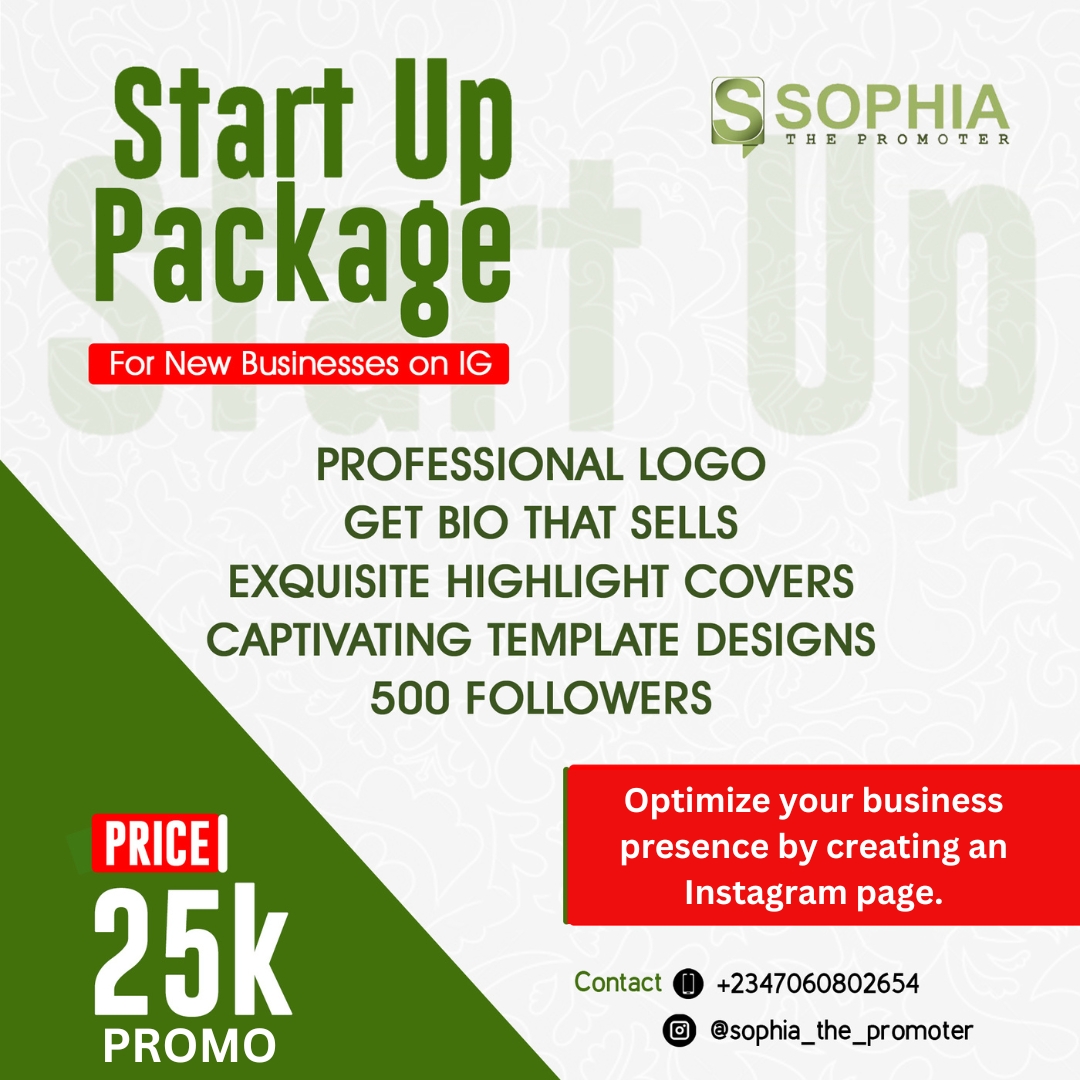 Start Up
Package
For New Businesses on IG
S SOPHIA
THE PROMOTER
Start Up
PROFESSIONAL LOGO
GET BIO THAT SELLS
EXQUISITE HIGHLIGHT COVERS
CAPTIVATING TEMPLATE DESIGNS
500 FOLLOWERS
PRICE
25k
PROMO
Optimize your business
presence by creating an
Instagram page.
Contact +2347060802654
@sophia_the_promoter